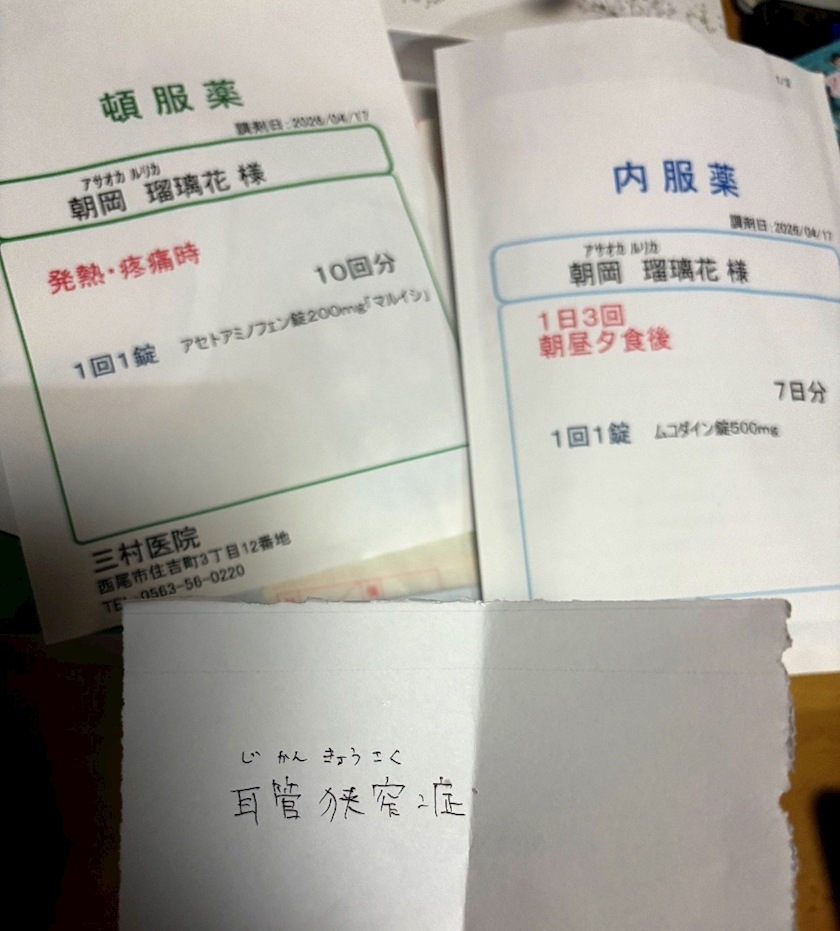 頓服薬
調剤日:2026/04/17
アサオカ ルリカ
朝岡 瑠璃花 様
発熱・疼痛時
10回分
1回1錠 アセトアミノフェン錠200mg「マルイシ」
三村医院
西尾市住吉町3丁目12番地
TEL:0563-56-0220
1/2
内服薬
調剤日:2026/04/17
アサオカ ルリカ
朝岡 瑠璃花 様
1日3回
朝昼夕食後
7日分
1回1錠 ムコダイン錠500mg
じかんきょうさく
耳管狭窄症